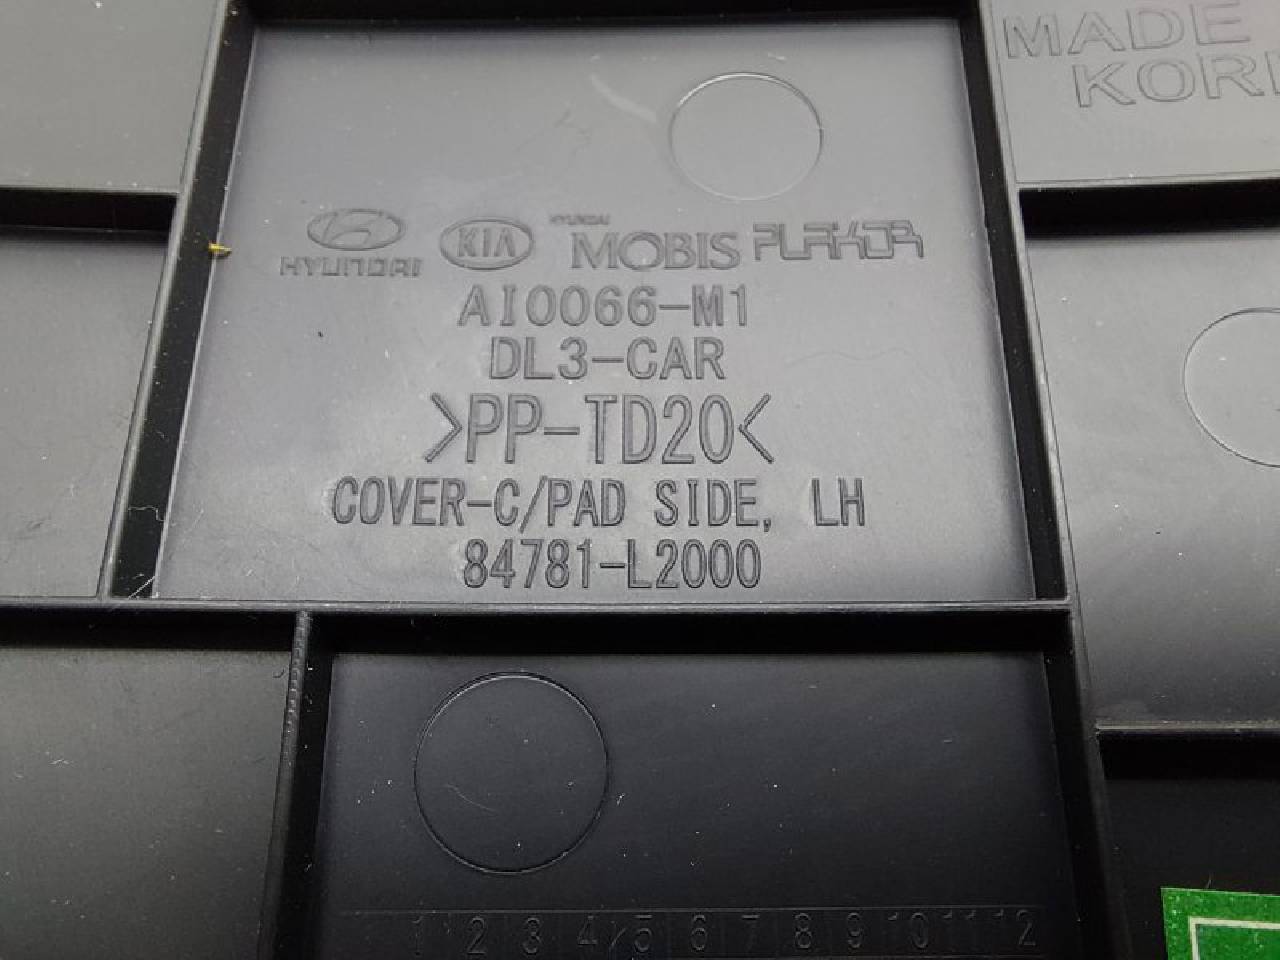 MADE
KOR
HYUNDAI
KIA
HYUNDAI
MOBIS
PLAKOR
AI0066-M1
DL3-CAR
>PP-TD20<
COVER-C/PAD SIDE, LH
84781-L2000
1 2 3 4 5 6 7 8 9 10 11 12